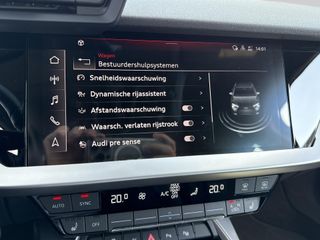 14:01
Wagen
Bestuurdershulpsystemen
Snelheidswaarschuwing
Dynamische rijassistent
Afstandswaarschuwing
Waarsch. verlaten rijstrook
Audi pre sense
AUTO SYNC 20.0 A/C 20.0